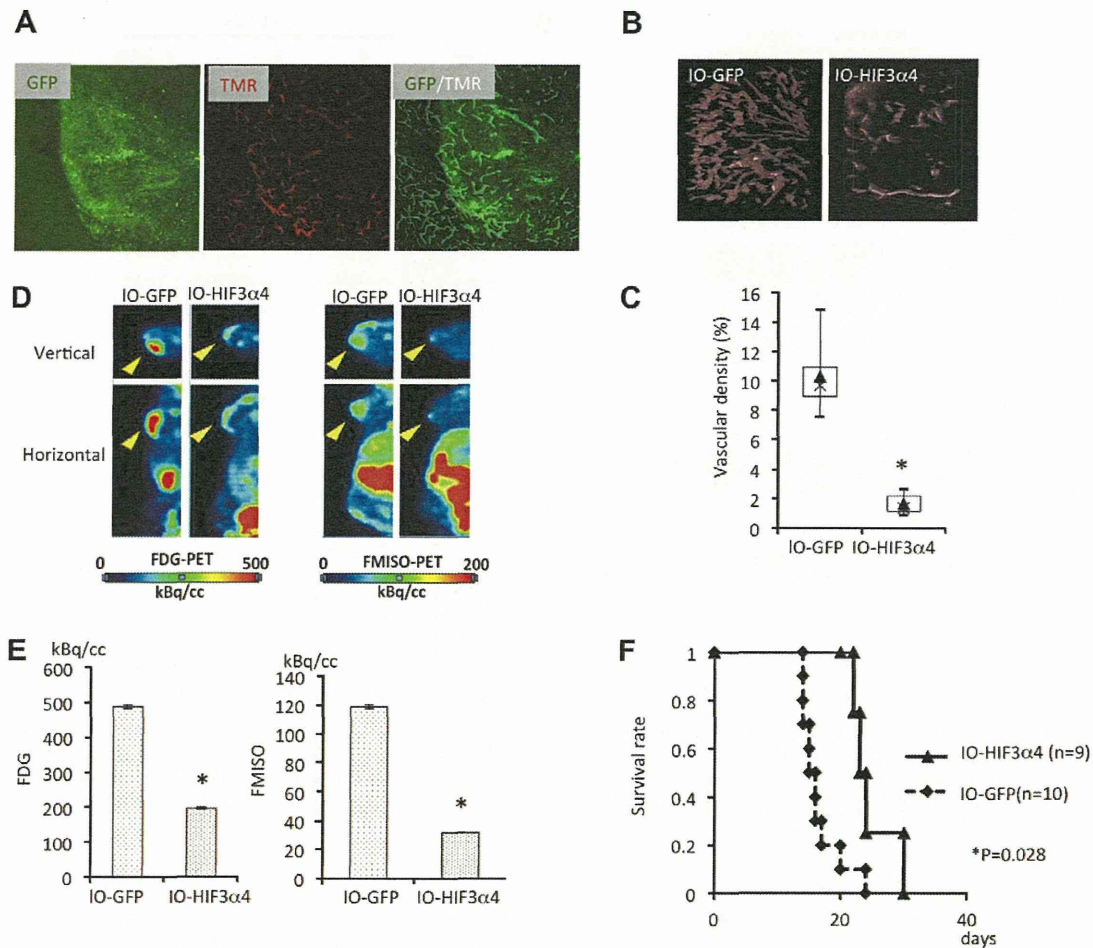 A
GFP
TMR
GFP/TMR
B
IO-GFP
IO-HIF3α4
D
IO-GFP
IO-HIF3α4
IO-GFP
IO-HIF3α4
Vertical
Horizontal
0
FDG-PET
500
kBq/cc
0
FMISO-PET
200
kBq/cc
C
Vascular density (%)
16
14
12
10
8
6
4
2
0
*
IO-GFP
IO-HIF3α4
E
kBq/cc
600
500
400
300
200
100
0
FDG
*
IO-GFP
IO-HIF3α4
kBq/cc
140
120
100
80
60
40
20
0
FMISO
*
IO-GFP
IO-HIF3α4
F
1
0.8
0.6
0.4
0.2
0
Survival rate
0
20
40
days
IO-HIF3α4 (n=9)
IO-GFP(n=10)
*P=0.028